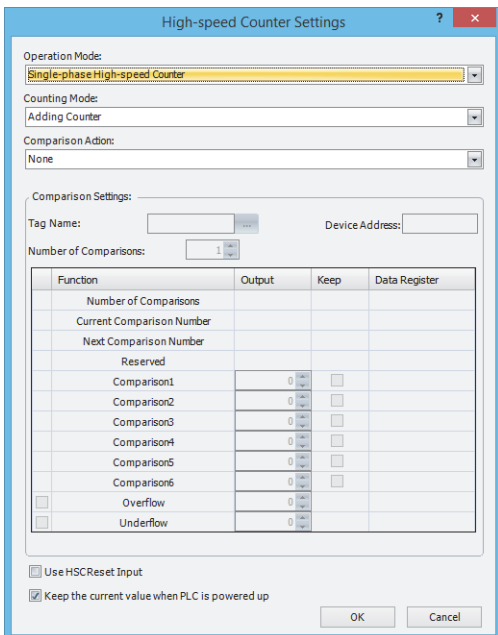 High-speed Counter Settings
?
×
Operation Mode:
Single-phase High-speed Counter
Counting Mode:
Adding Counter
Comparison Action:
None
Comparison Settings:
Tag Name: ... Device Address:
Number of Comparisons: 1
Function Output Keep Data Register
Number of Comparisons
Current Comparison Number
Next Comparison Number
Reserved
Comparison1 0
Comparison2 0
Comparison3 0
Comparison4 0
Comparison5 0
Comparison6 0
Overflow 0
Underflow 0
Use HSCReset Input
Keep the current value when PLC is powered up
OK Cancel